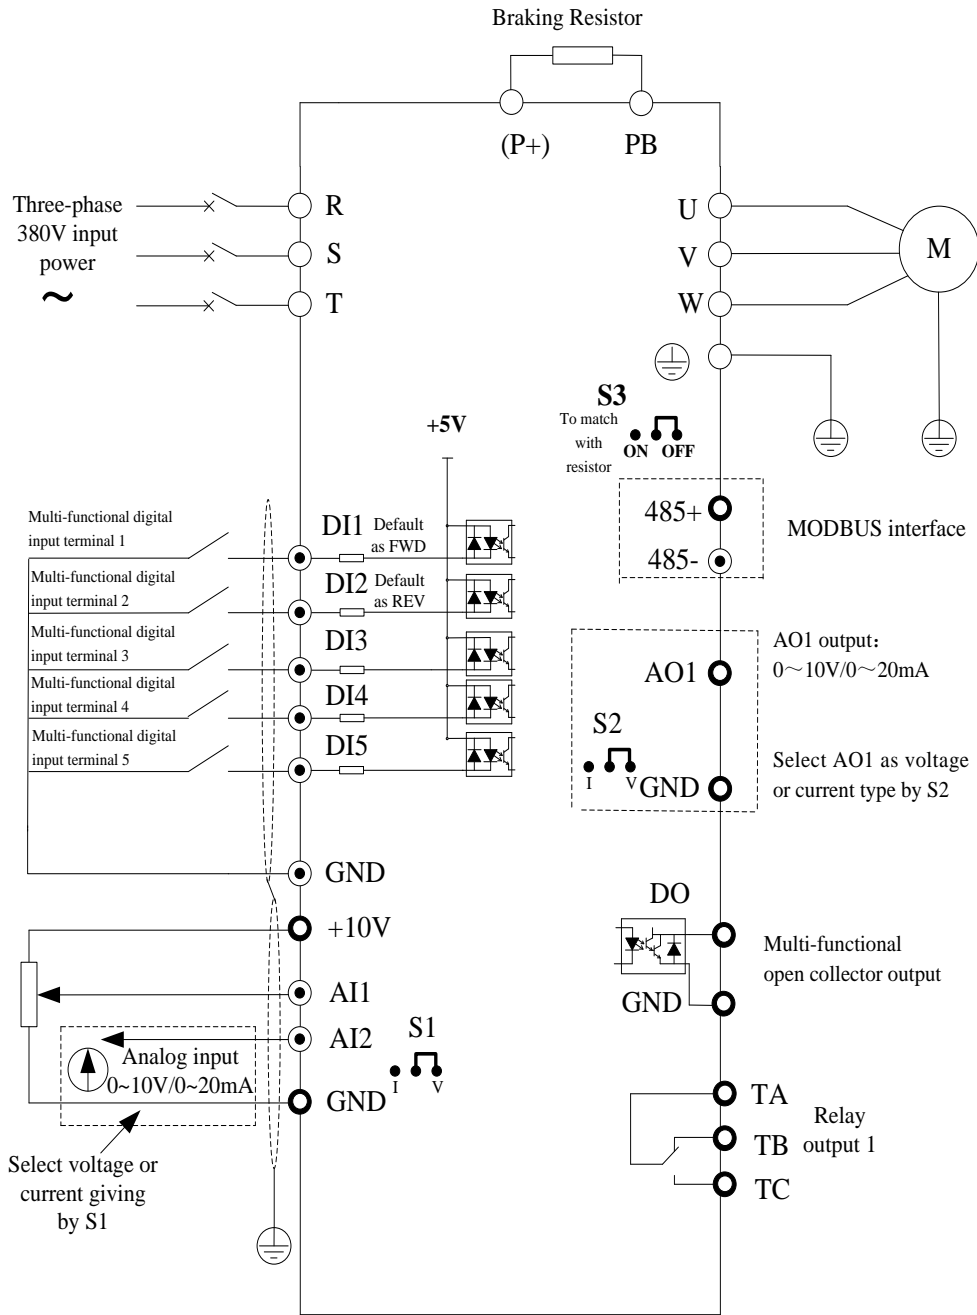 Braking Resistor
(P+)
PB
Three-phase
380V input
power
~
R
S
T
U
V
W
M
S3
To match
with
resistor
ON
OFF
+5V
485+
485-
MODBUS interface
Multi-functional digital
input terminal 1
DI1
Default
as FWD
Multi-functional digital
input terminal 2
DI2
Default
as REV
Multi-functional digital
input terminal 3
DI3
Multi-functional digital
input terminal 4
DI4
Multi-functional digital
input terminal 5
DI5
AO1 output：
0～10V/0～20mA
AO1
S2
I
V
GND
Select AO1 as voltage
or current type by S2
GND
+10V
AI1
AI2
Analog input
0~10V/0~20mA
GND
S1
I
V
Select voltage or
current giving
by S1
DO
GND
Multi-functional
open collector output
TA
TB
TC
Relay
output 1